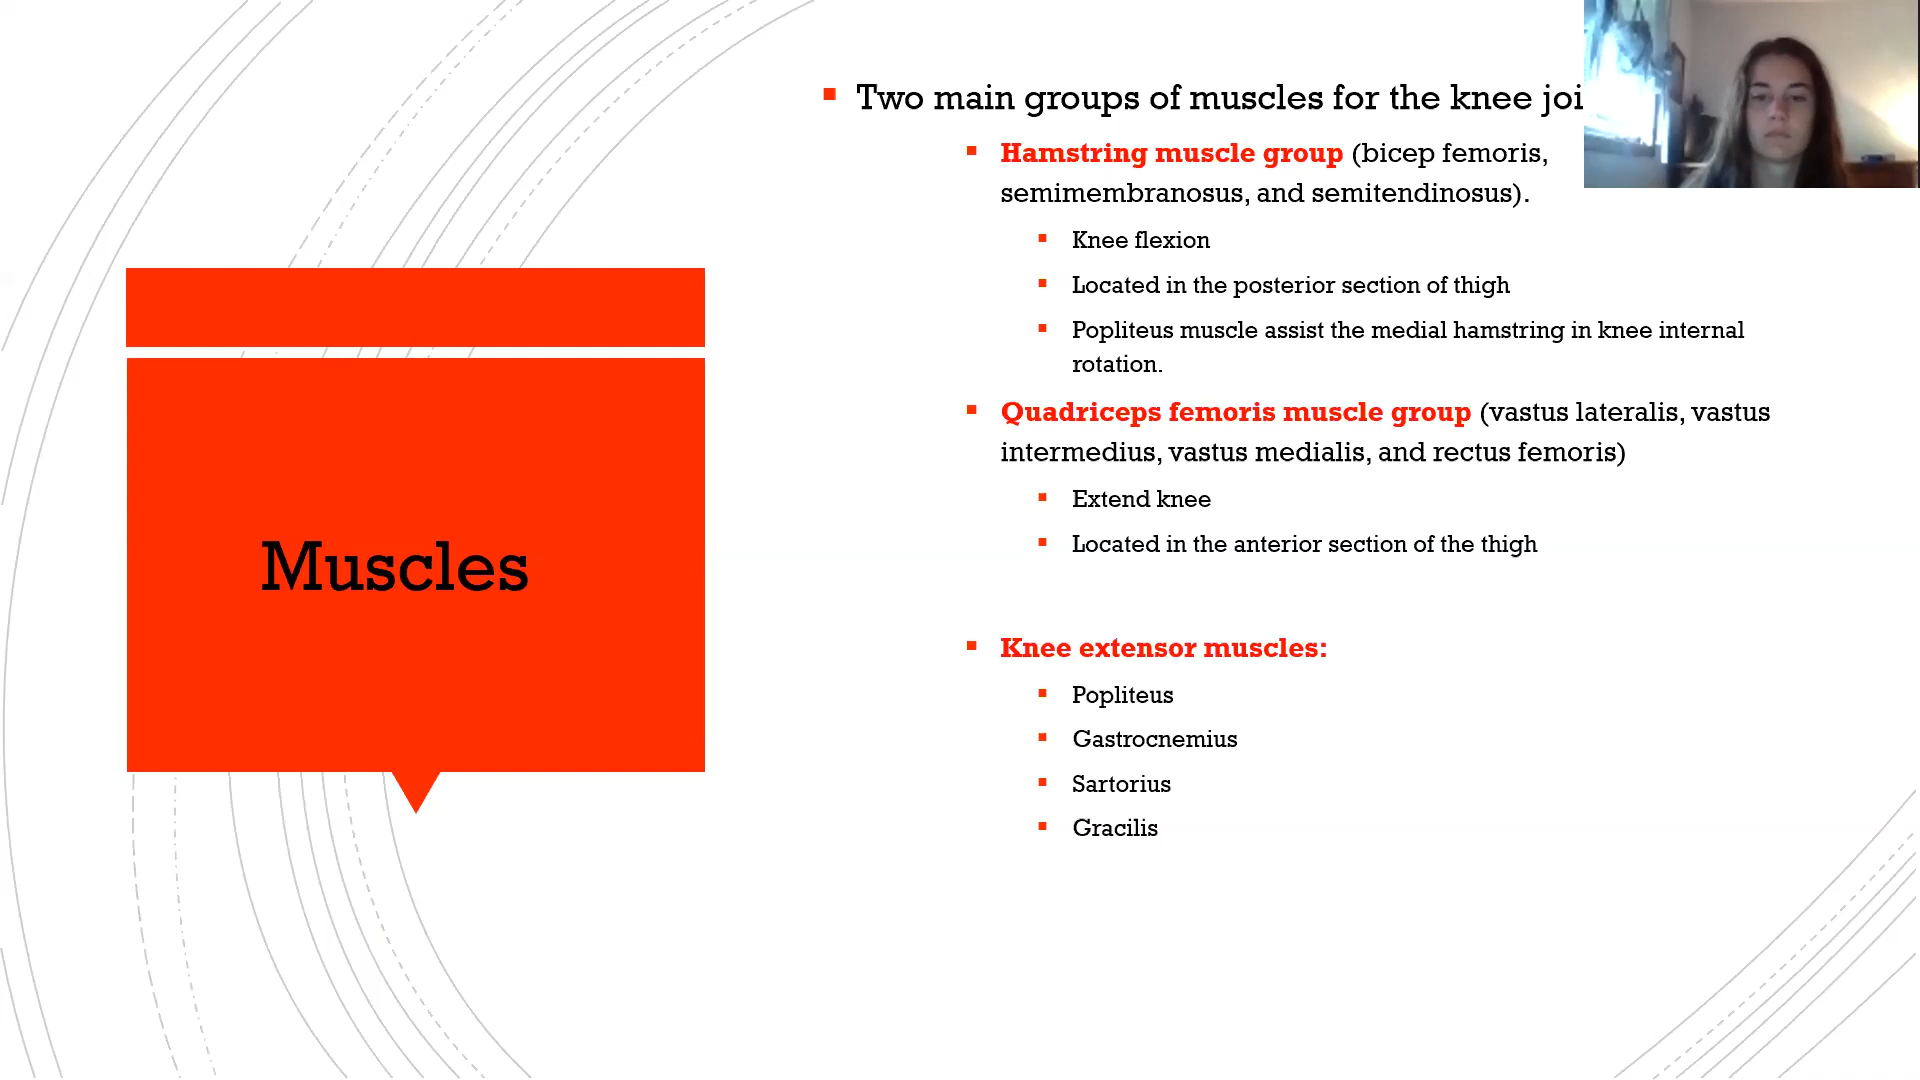 Muscles
Two main groups of muscles for the knee joi
Hamstring muscle group (bicep femoris,
semimembranosus, and semitendinosus).
Knee flexion
Located in the posterior section of thigh
Popliteus muscle assist the medial hamstring in knee internal
rotation.
Quadriceps femoris muscle group (vastus lateralis, vastus
intermedius, vastus medialis, and rectus femoris)
Extend knee
Located in the anterior section of the thigh
Knee extensor muscles:
Popliteus
Gastrocnemius
Sartorius
Gracilis